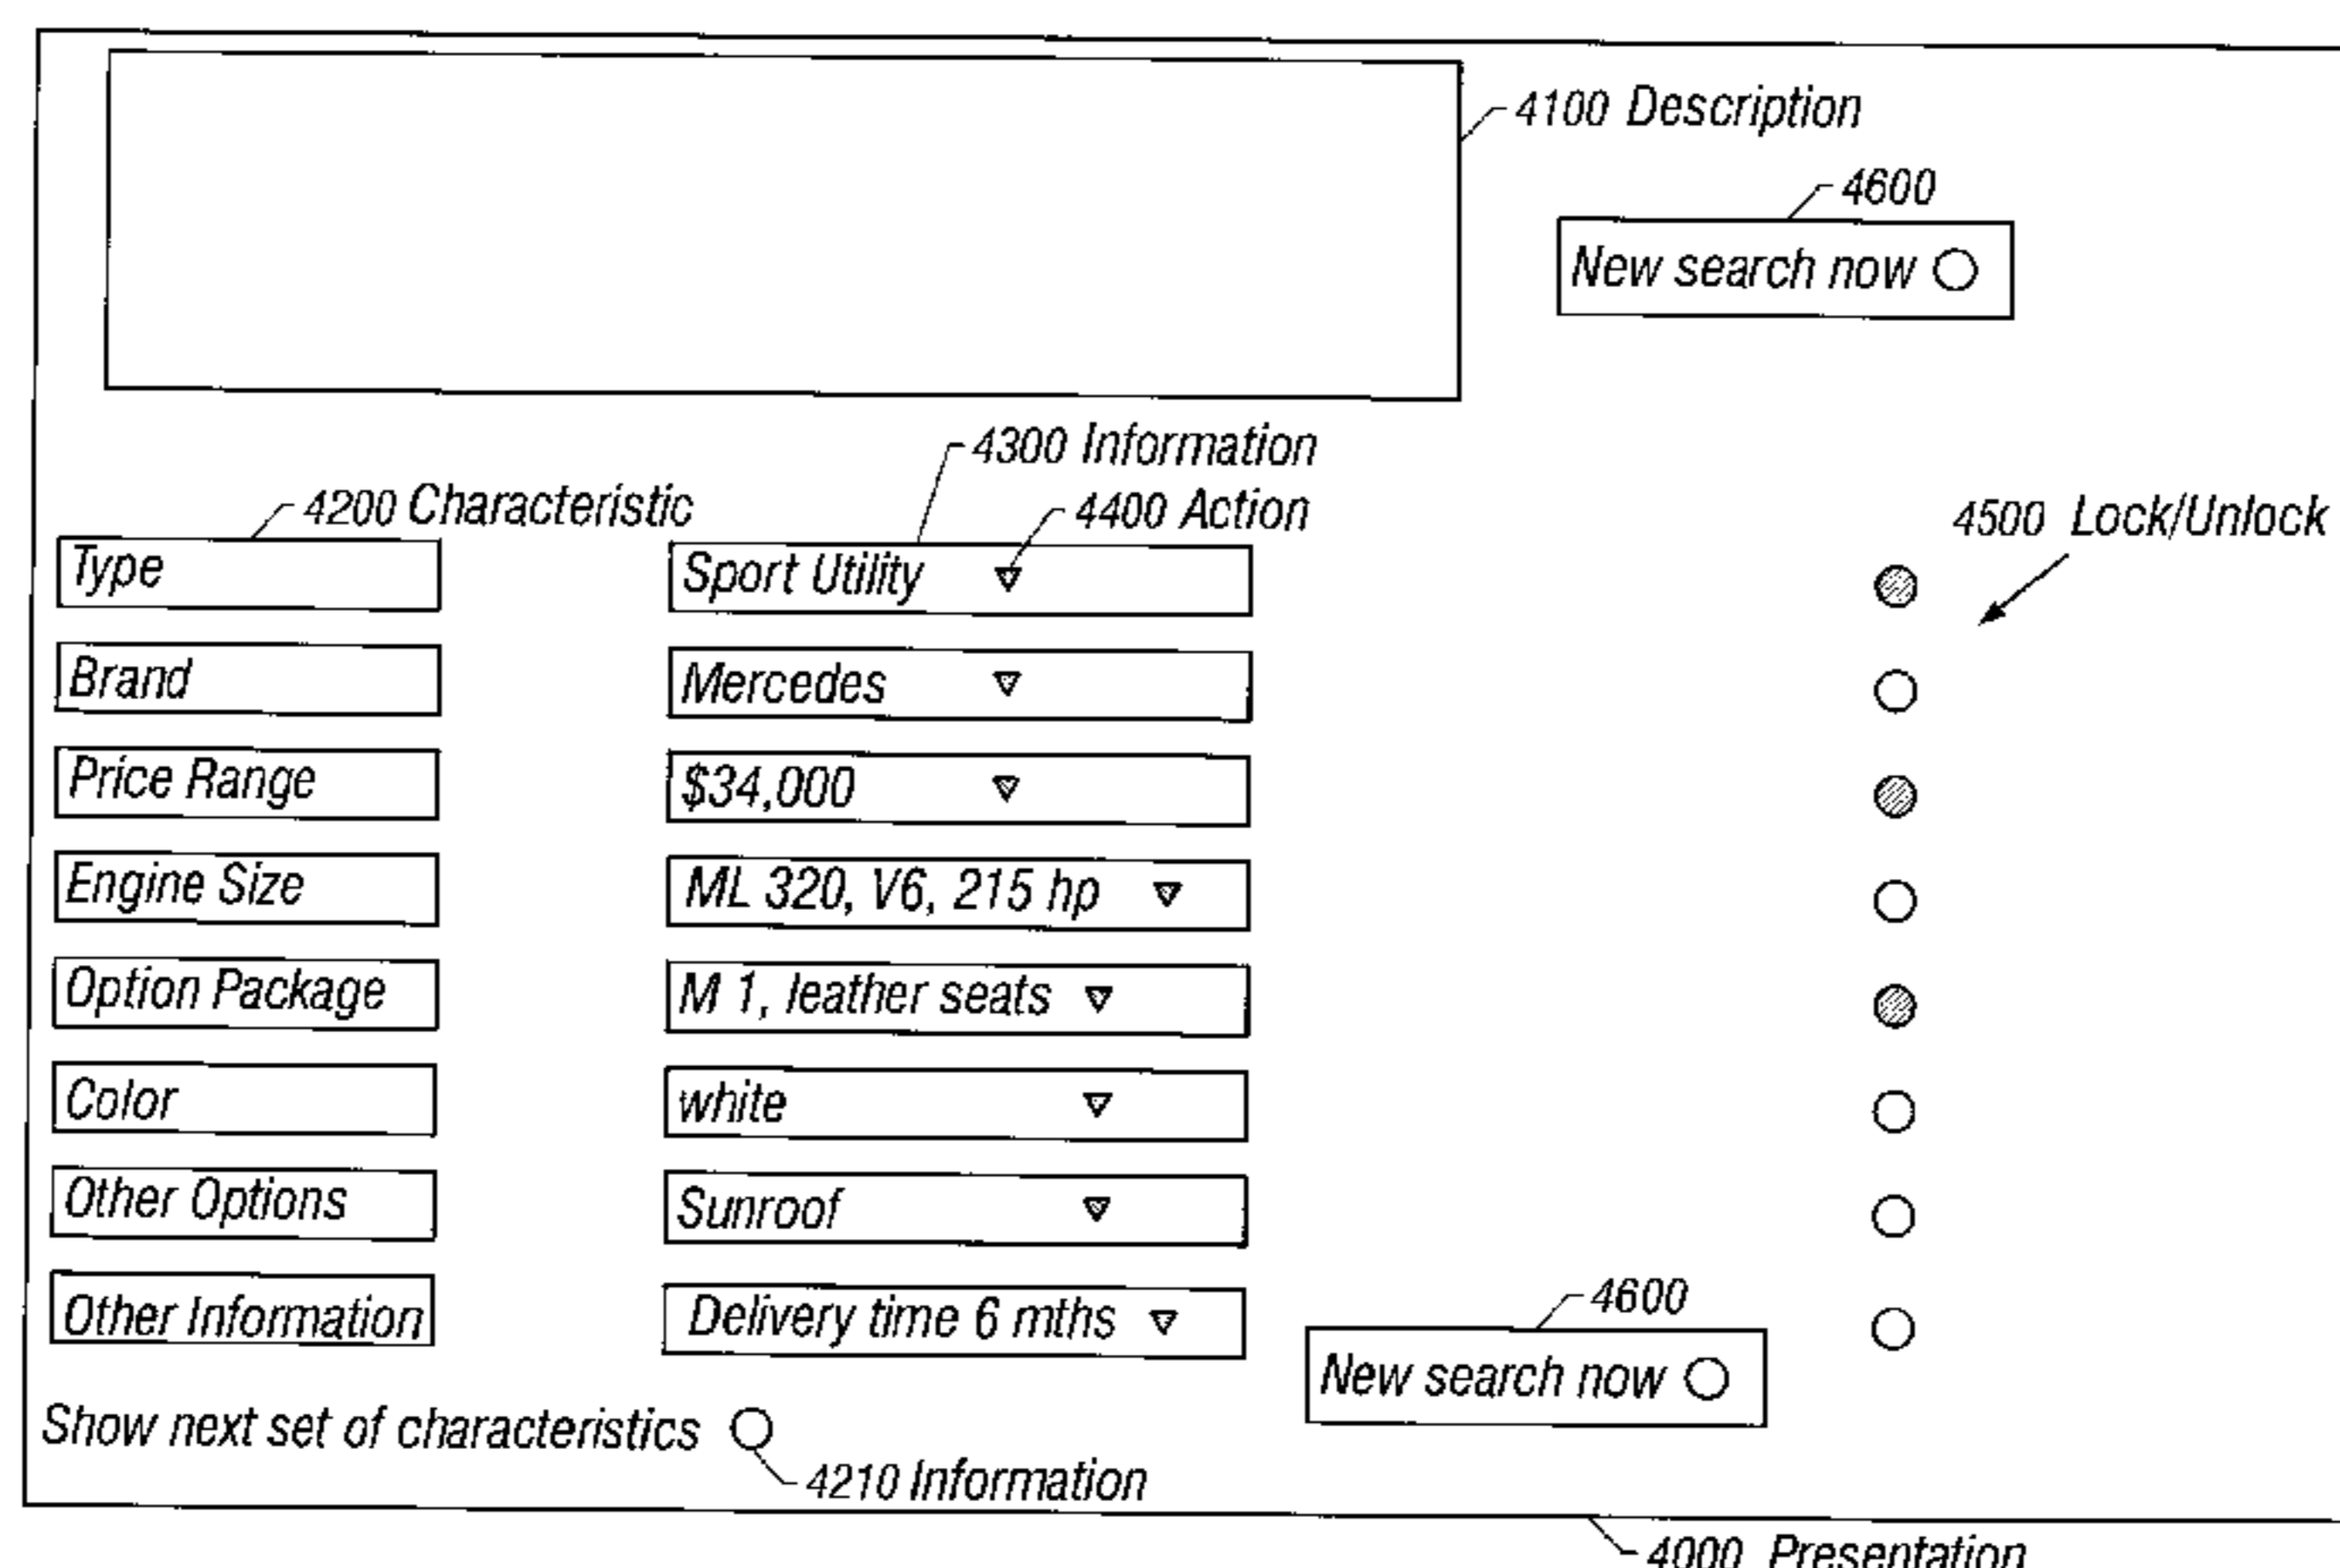 4100 Description
4600
New search now
4300 Information
4200 Characteristic
4400 Action
4500 Lock/Unlock
Type
Sport Utility
Brand
Mercedes
Price Range
$34,000
Engine Size
ML 320, V6, 215 hp
Option Package
M 1, leather seats
Color
white
Other Options
Sunroof
Other Information
Delivery time 6 mths
4600
New search now
Show next set of characteristics
4210 Information
4000 Presentation